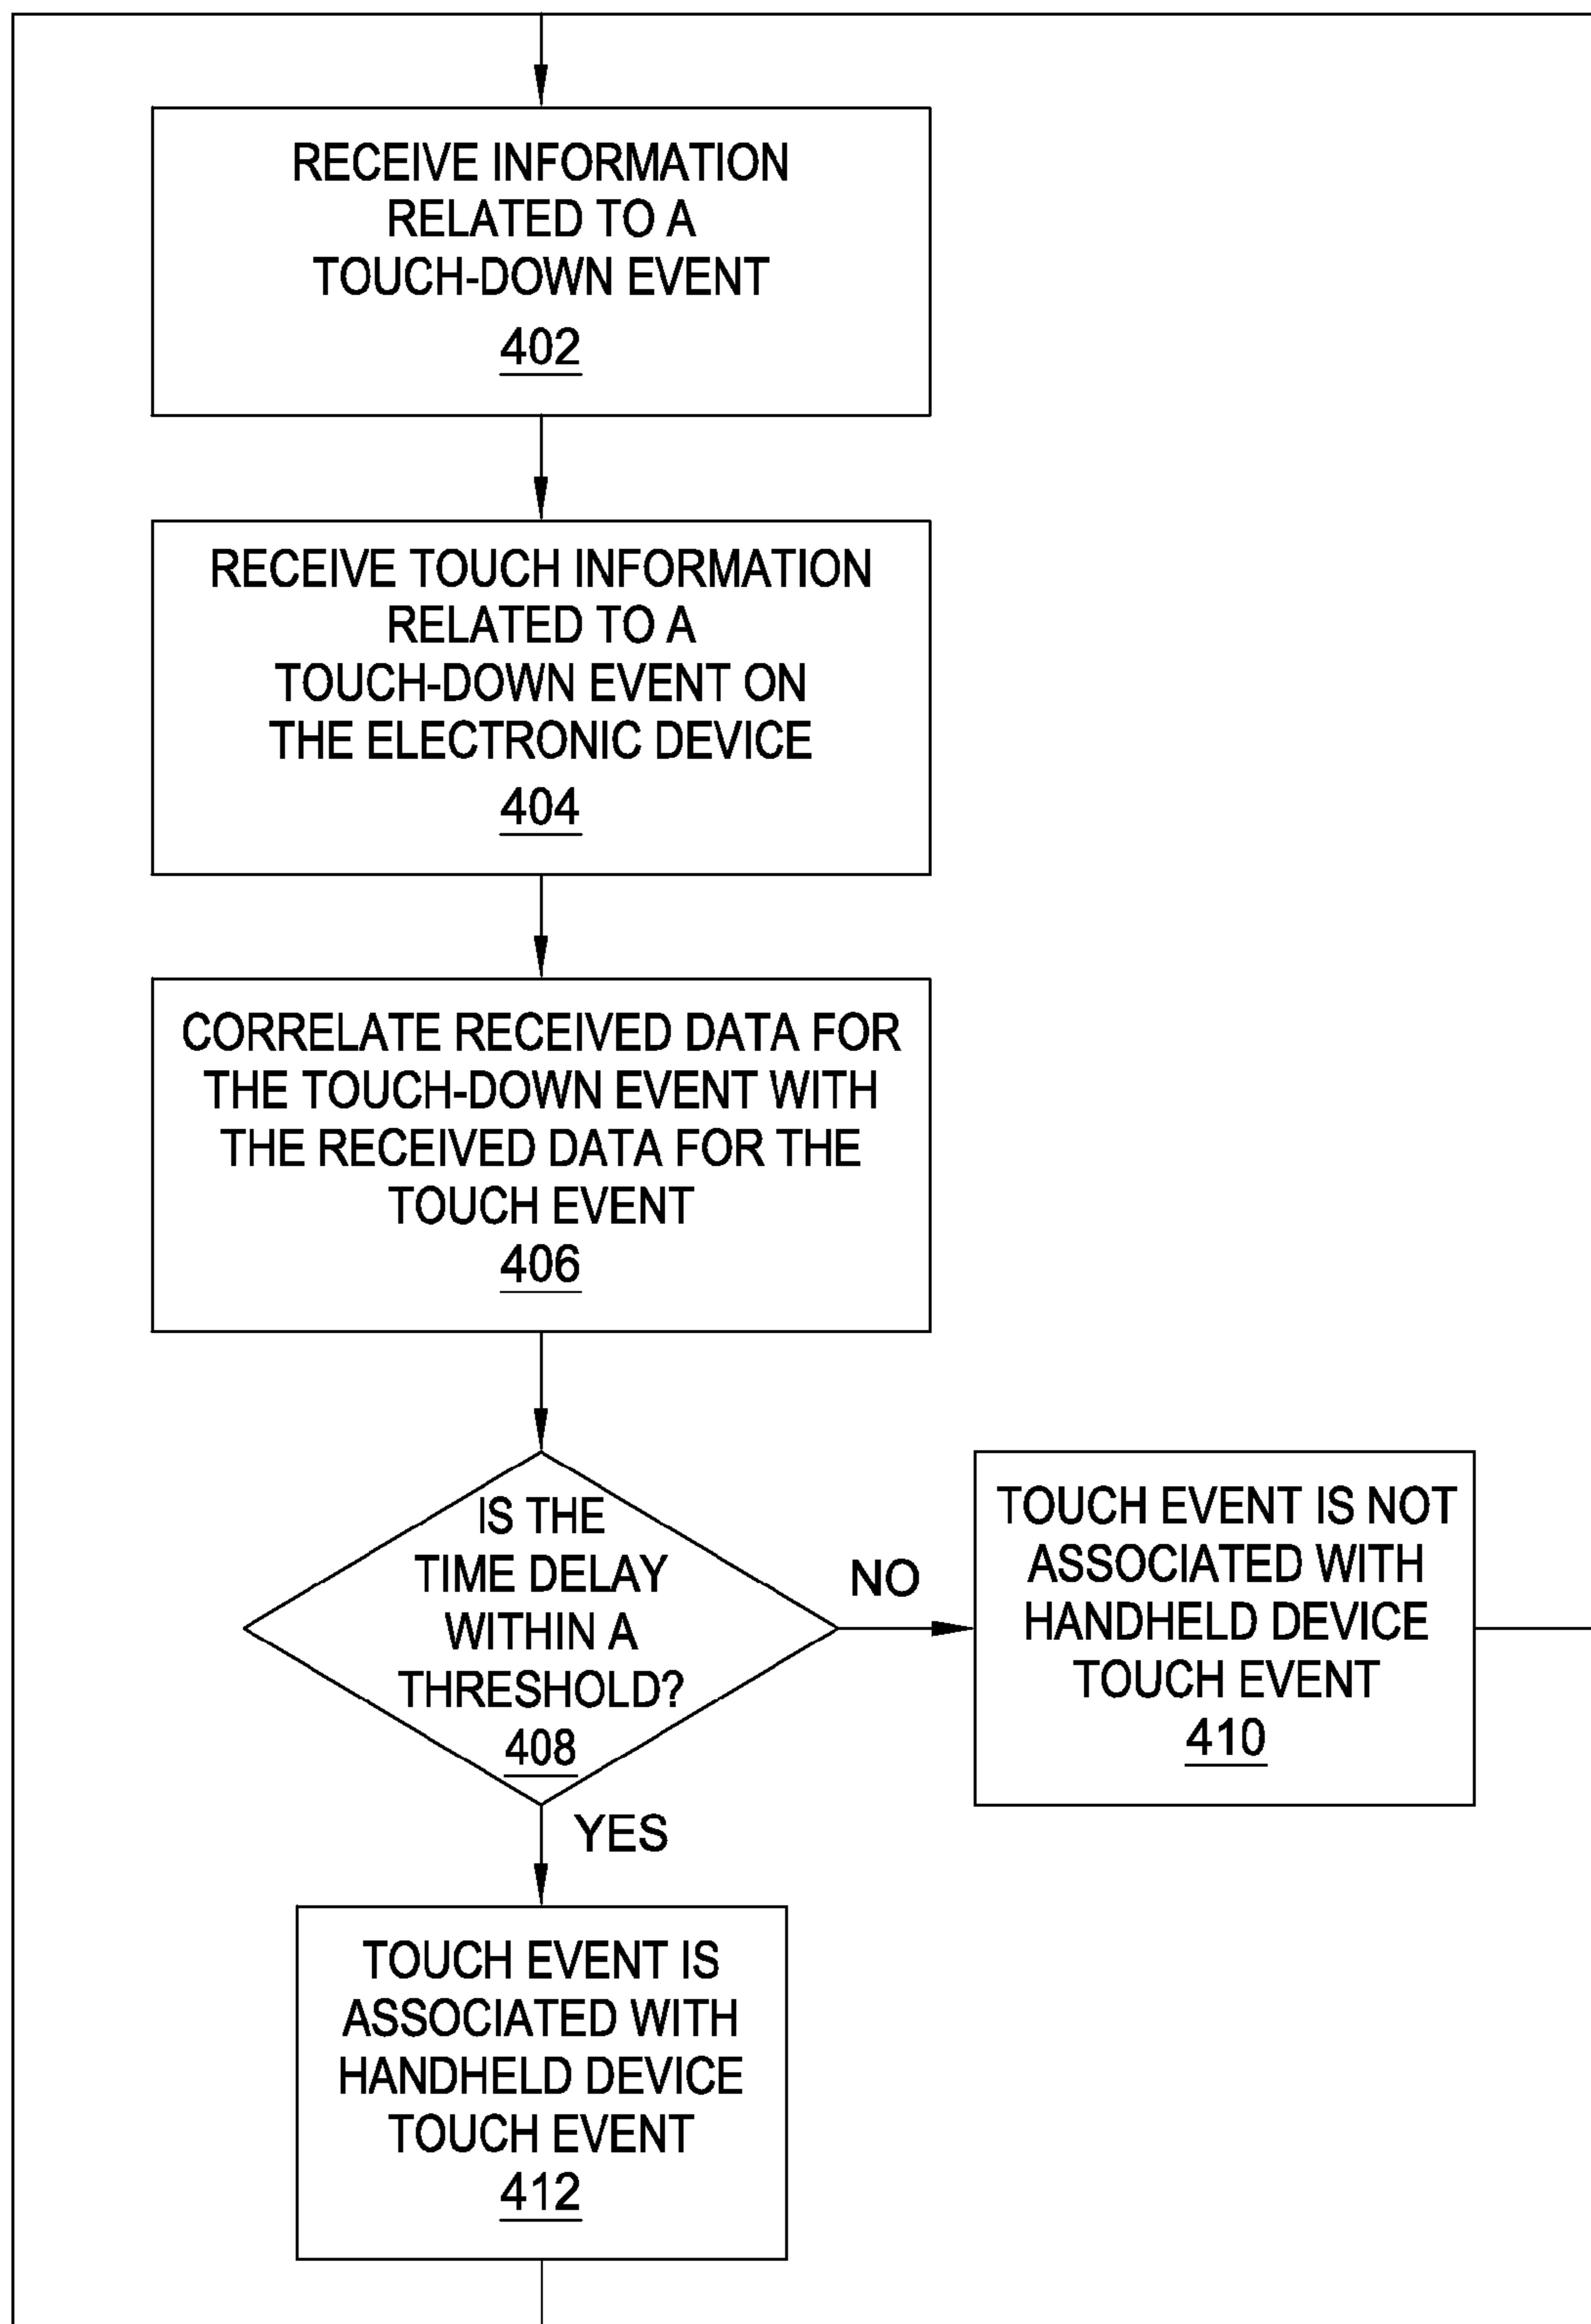 RECEIVE INFORMATION
RELATED TO A
TOUCH-DOWN EVENT
402
RECEIVE TOUCH INFORMATION
RELATED TO A
TOUCH-DOWN EVENT ON
THE ELECTRONIC DEVICE
404
CORRELATE RECEIVED DATA FOR
THE TOUCH-DOWN EVENT WITH
THE RECEIVED DATA FOR THE
TOUCH EVENT
406
IS THE
TIME DELAY
WITHIN A
THRESHOLD?
408
NO
TOUCH EVENT IS NOT
ASSOCIATED WITH
HANDHELD DEVICE
TOUCH EVENT
410
YES
TOUCH EVENT IS
ASSOCIATED WITH
HANDHELD DEVICE
TOUCH EVENT
412